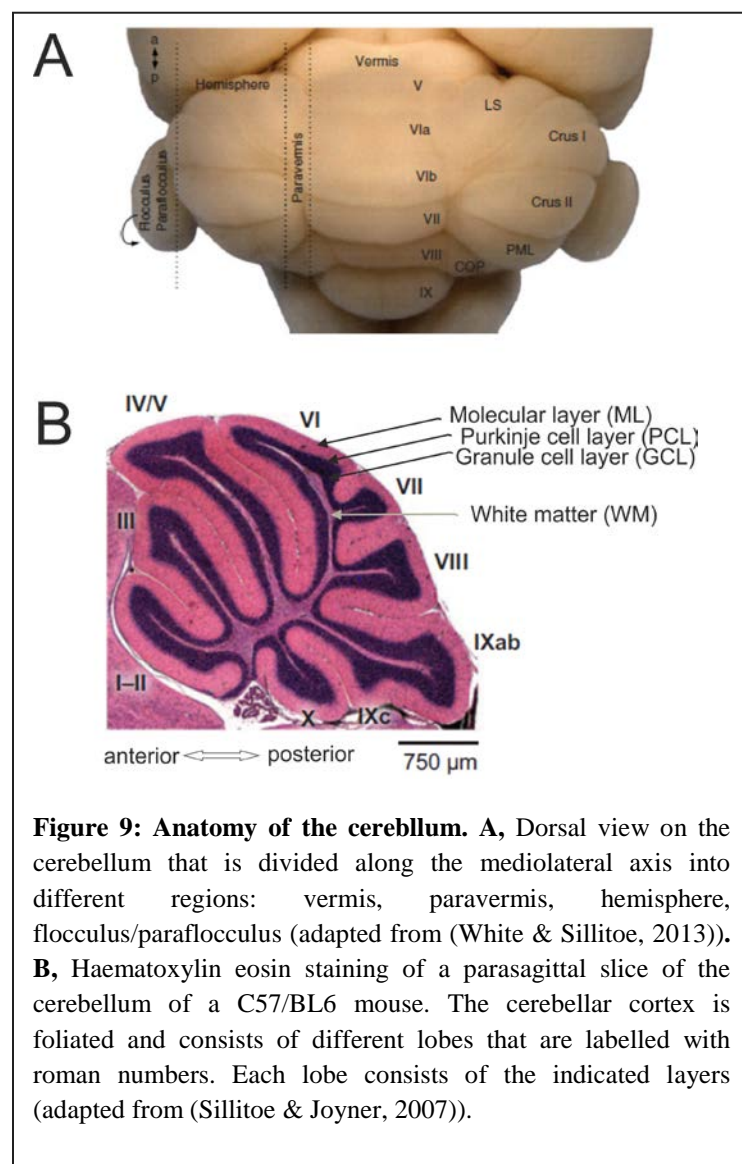 A
a
p
Vermis
Hemisphere
V
LS
VIa
Crus I
Paravermis
Flocculus
Paraflocculus
VIb
Crus II
VII
VIII
PML
COP
IX
B
IV/V
VI
Molecular layer (ML)
Purkinje cell layer (PCL)
Granule cell layer (GCL)
VII
White matter (WM)
III
VIII
IXab
I–II
X
IXc
anterior
posterior
750 µm
Figure 9: Anatomy of the cerebllum. A, Dorsal view on the
cerebellum that is divided along the mediolateral axis into
different regions: vermis, paravermis, hemisphere,
flocculus/paraflocculus (adapted from (White & Sillitoe, 2013)).
B, Haematoxylin eosin staining of a parasagittal slice of the
cerebellum of a C57/BL6 mouse. The cerebellar cortex is
foliated and consists of different lobes that are labelled with
roman numbers. Each lobe consists of the indicated layers
(adapted from (Sillitoe & Joyner, 2007)).